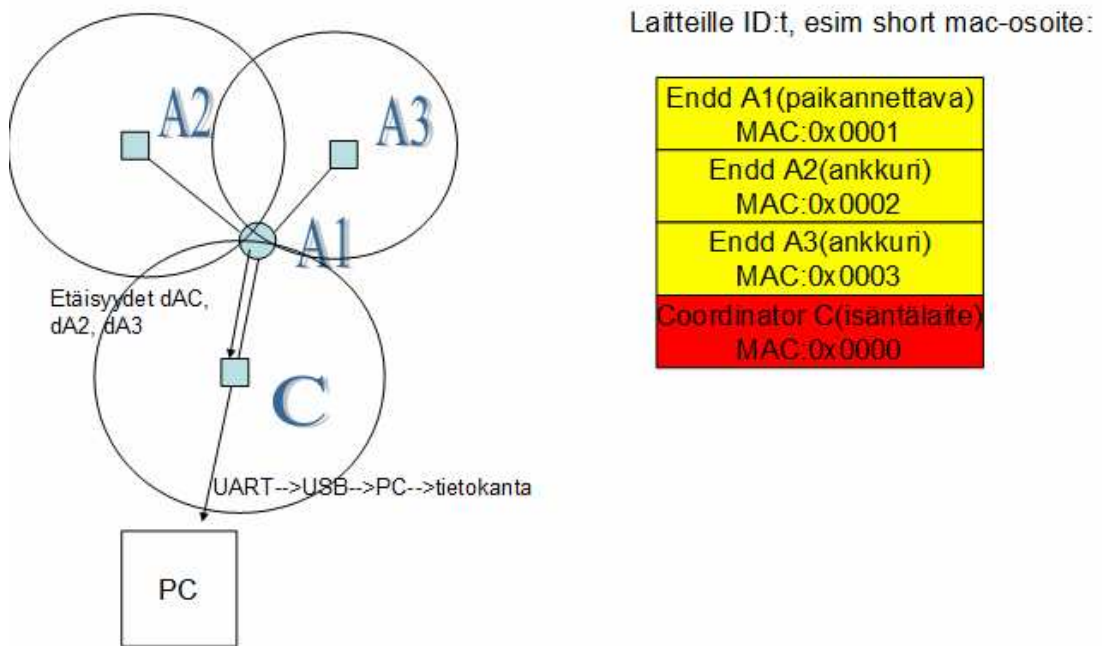 Laitteille ID:t, esim short mac-osoite:
A2
A3
A1
Etäisyydet dAC,
dA2, dA3
C
UART-->USB-->PC-->tietokanta
PC
Endd A1(paikannettava)
MAC:0x0001
Endd A2(ankkuri)
MAC:0x0002
Endd A3(ankkuri)
MAC:0x0003
Coordinator C(isäntälaite)
MAC:0x0000